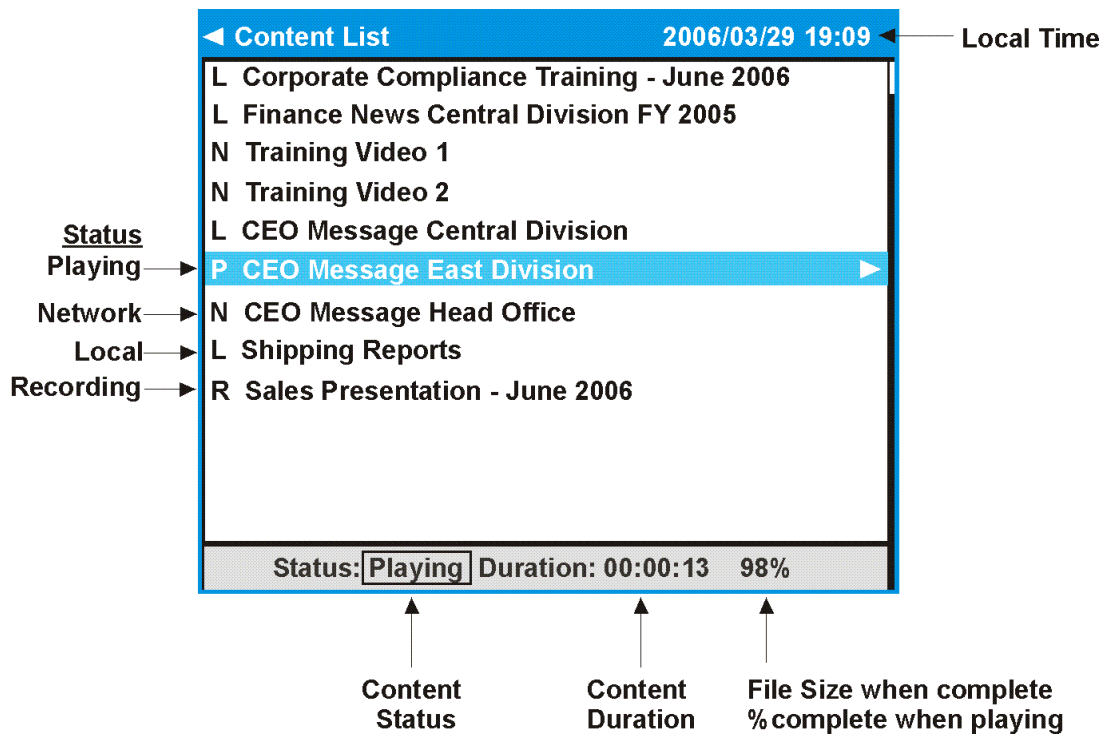 Content List 2006/03/29 19:09 Local Time
L Corporate Compliance Training - June 2006
L Finance News Central Division FY 2005
N Training Video 1
N Training Video 2
L CEO Message Central Division
Status
Playing P CEO Message East Division
Network N CEO Message Head Office
Local L Shipping Reports
Recording R Sales Presentation - June 2006
Status: Playing Duration: 00:00:13 98%
Content Status
Content Duration
File Size when complete
% complete when playing